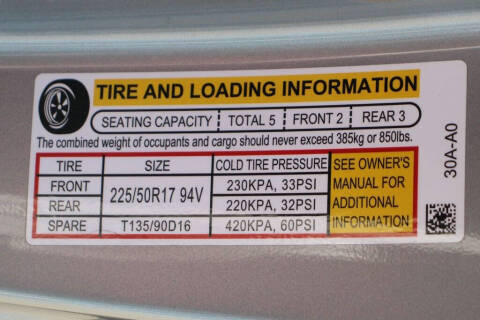 TIRE AND LOADING INFORMATION
SEATING CAPACITY TOTAL 5 FRONT 2 REAR 3
The combined weight of occupants and cargo should never exceed 385kg or 850lbs.
TIRE SIZE COLD TIRE PRESSURE
FRONT 225/50R17 94V 230KPA, 33PSI
REAR 220KPA, 32PSI
SPARE T135/90D16 420KPA, 60PSI
SEE OWNER'S
MANUAL FOR
ADDITIONAL
INFORMATION
30A-A0